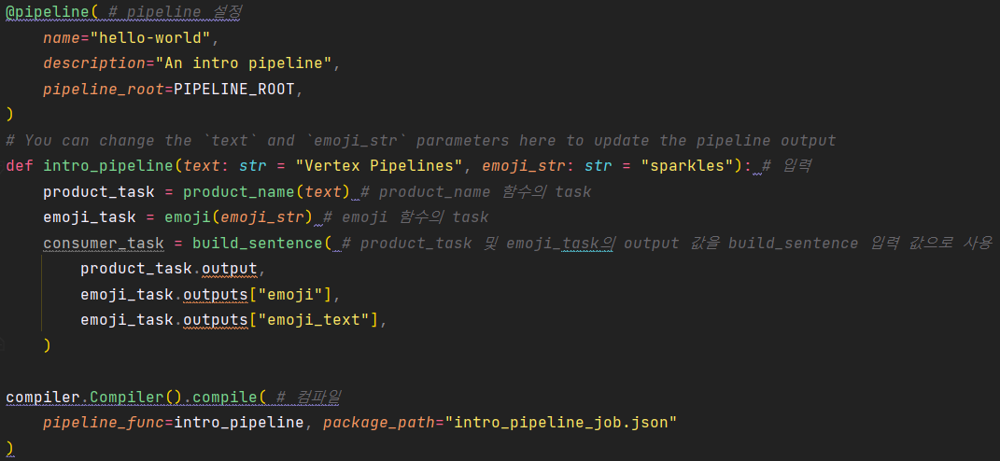 @pipeline( # pipeline 설정
    name="hello-world",
    description="An intro pipeline",
    pipeline_root=PIPELINE_ROOT,
)
# You can change the `text` and `emoji_str` parameters here to update the pipeline output
def intro_pipeline(text: str = "Vertex Pipelines", emoji_str: str = "sparkles"): # 입력
    product_task = product_name(text) # product_name 함수의 task
    emoji_task = emoji(emoji_str) # emoji 함수의 task
    consumer_task = build_sentence( # product_task 및 emoji_task의 output 값을 build_sentence 입력 값으로 사용
        product_task.output,
        emoji_task.outputs["emoji"],
        emoji_task.outputs["emoji_text"],
    )

compiler.Compiler().compile( # 컴파일
    pipeline_func=intro_pipeline, package_path="intro_pipeline_job.json"
)